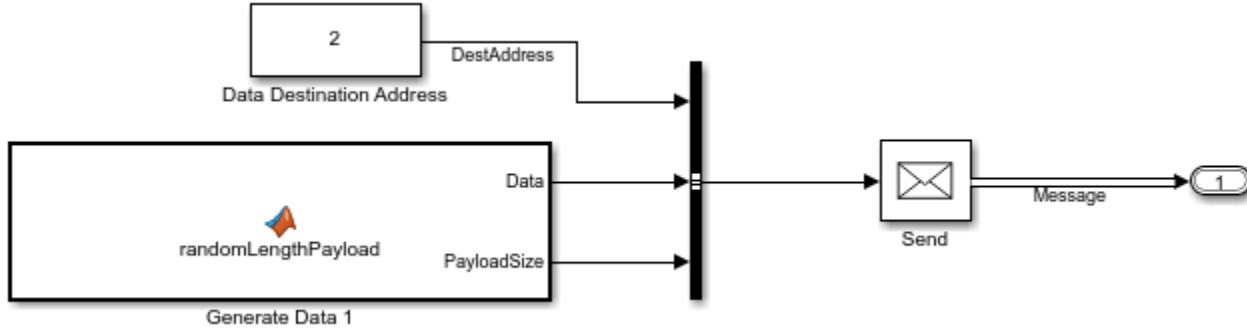 2
DestAddress
Data Destination Address
Data
randomLengthPayload
PayloadSize
Generate Data 1
Send
Message
1